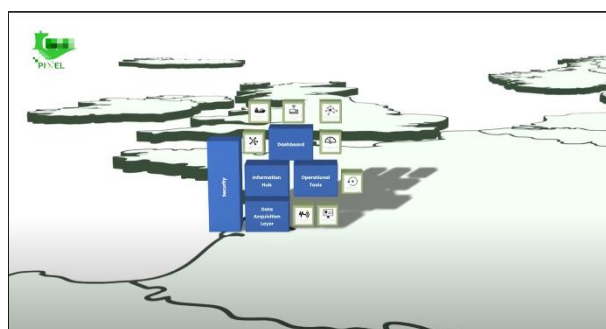 PIXEL
Dashboard
Security
Information
Hub
Operational
Tools
Data
Acquisition
Layer